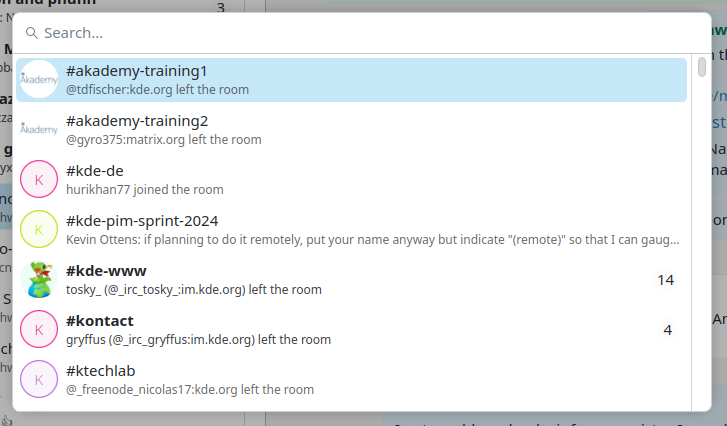 3
Search...
#akademy-training1
@tdfischer:kde.org left the room
#akademy-training2
@gyro375:matrix.org left the room
K
#kde-de
hurikhan77 joined the room
K
#kde-pim-sprint-2024
Kevin Ottens: if planning to do it remotely, put your name anyway but indicate "(remote)" so that I can gaug...
#kde-www
14
tosky_ (@_irc_tosky_:im.kde.org) left the room
K
#kontact
4
gryffus (@_irc_gryffus:im.kde.org) left the room
K
#ktechlab
@_freenode_nicolas17:kde.org left the room